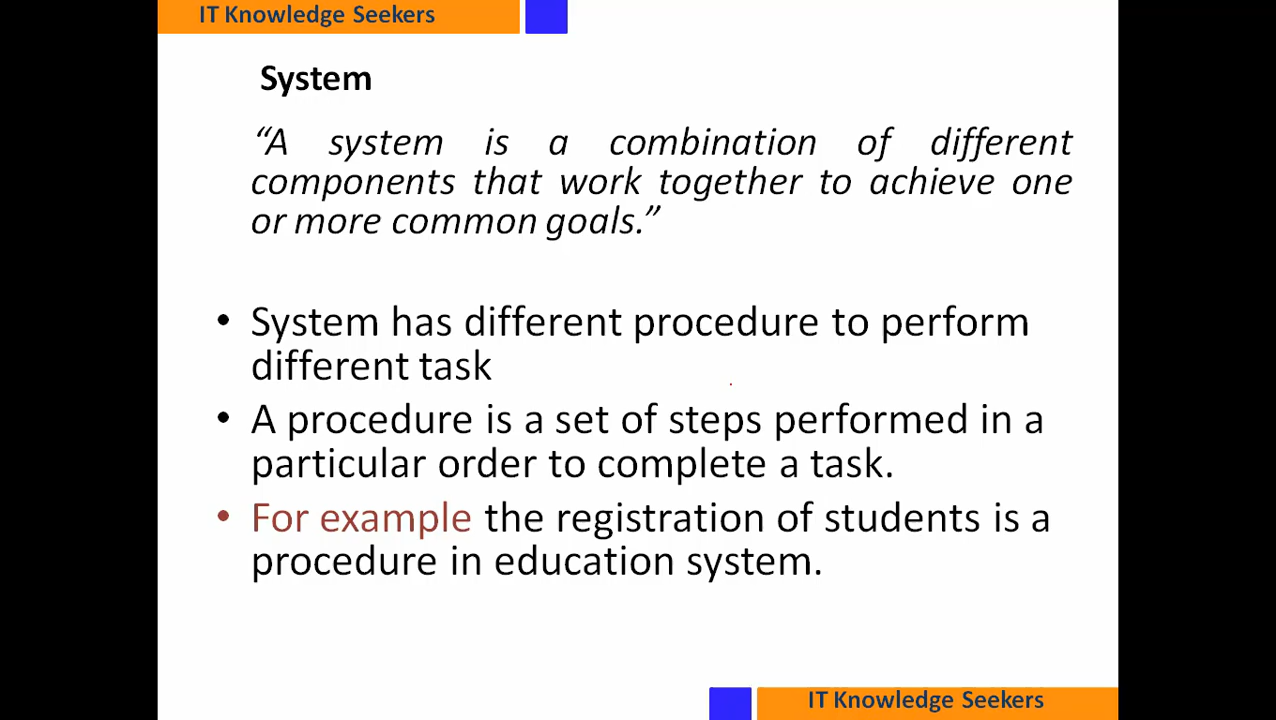 IT Knowledge Seekers
System
“A system is a combination of different
components that work together to achieve one
or more common goals.”
• System has different procedure to perform
different task
• A procedure is a set of steps performed in a
particular order to complete a task.
• For example the registration of students is a
procedure in education system.
IT Knowledge Seekers